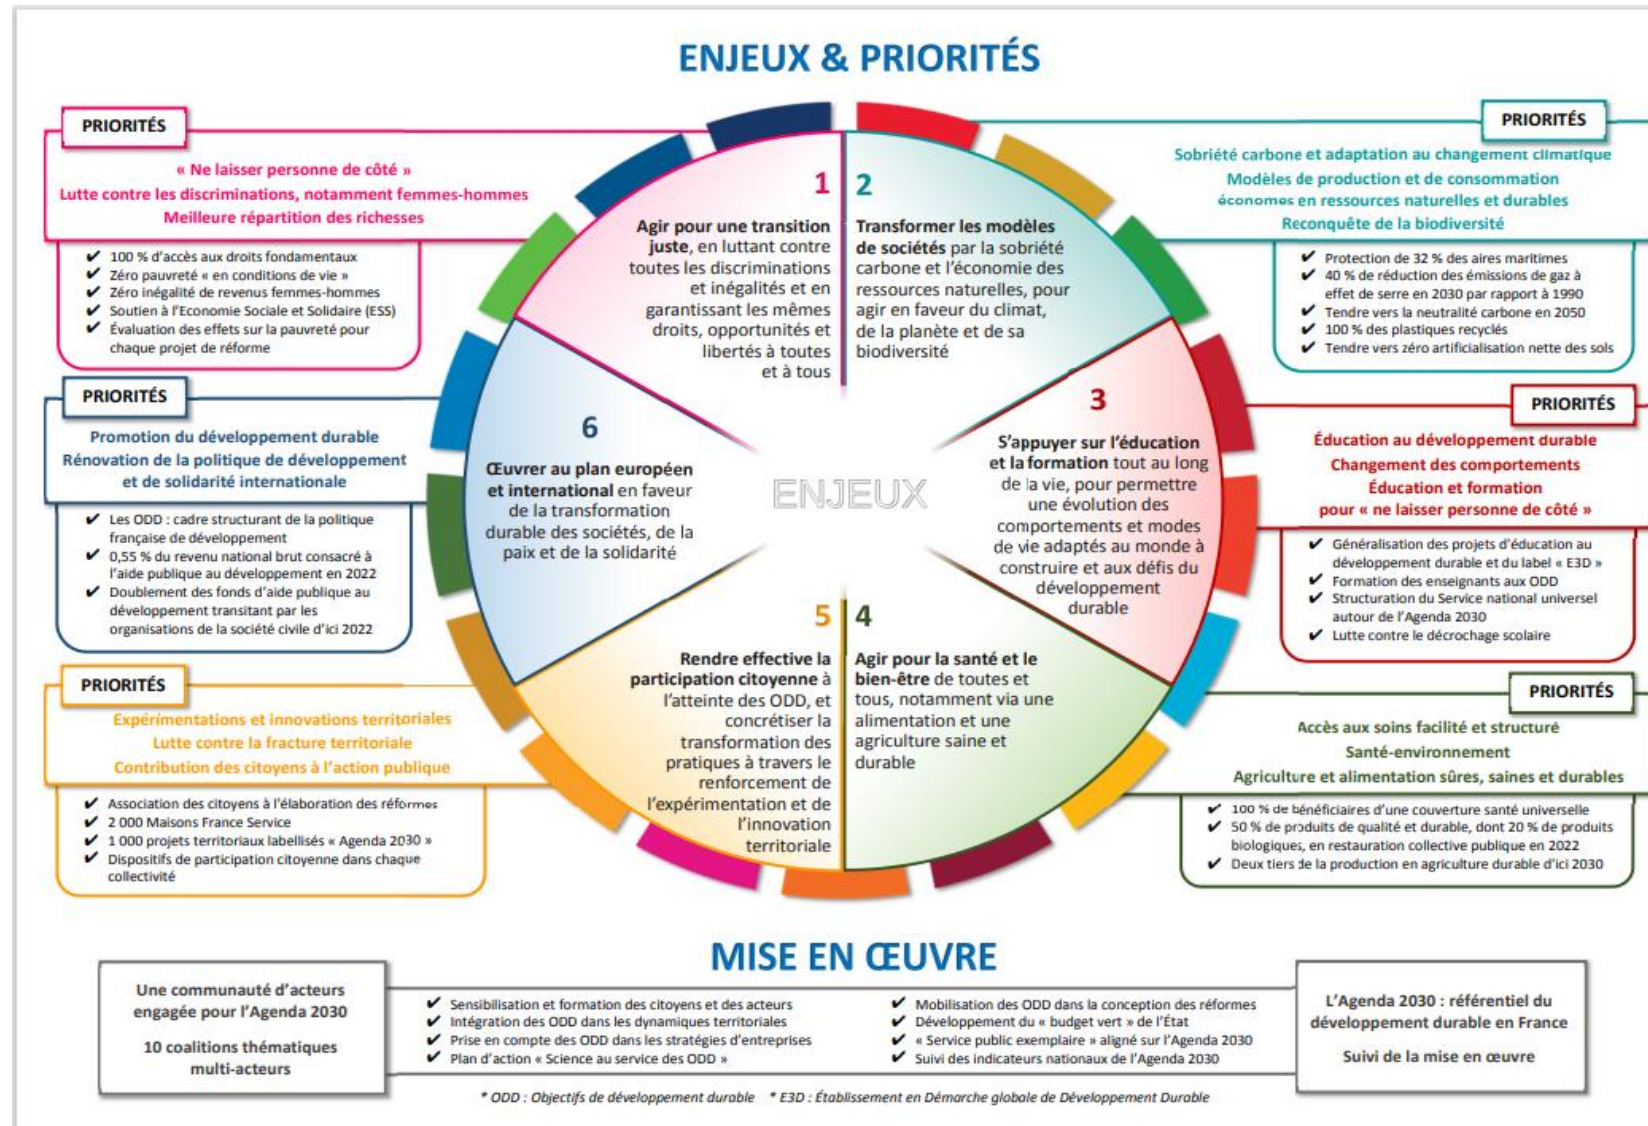 ENJEUX & PRIORITÉS
PRIORITÉS
« Ne laisser personne de côté »
Lutte contre les discriminations, notamment femmes-hommes
Meilleure répartition des richesses
✔ 100 % d'accès aux droits fondamentaux
✔ Zéro pauvreté « en conditions de vie »
✔ Zéro inégalité de revenus femmes-hommes
✔ Soutien à l'Economie Sociale et Solidaire (ESS)
✔ Évaluation des effets sur la pauvreté pour
chaque projet de réforme
PRIORITÉS
Promotion du développement durable
Rénovation de la politique de développement
et de solidarité internationale
✔ Les ODD : cadre structurant de la politique
française de développement
✔ 0,55 % du revenu national brut consacré à
l'aide publique au développement en 2022
✔ Doublement des fonds d'aide publique au
développement transitant par les
organisations de la société civile d'ici 2022
PRIORITÉS
Expérimentations et innovations territoriales
Lutte contre la fracture territoriale
Contribution des citoyens à l'action publique
✔ Association des citoyens à l'élaboration des réformes
✔ 2 000 Maisons France Service
✔ 1 000 projets territoriaux labellisés « Agenda 2030 »
✔ Dispositifs de participation citoyenne dans chaque
collectivité
1
Agir pour une transition
juste, en luttant contre
toutes les discriminations
et inégalités et en
garantissant les mêmes
droits, opportunités et
libertés à toutes
et à tous
2
Transformer les modèles
de sociétés par la sobriété
carbone et l'économie des
ressources naturelles, pour
agir en faveur du climat,
de la planète et de sa
biodiversité
3
S'appuyer sur l'éducation
et la formation tout au long
de la vie, pour permettre
une évolution des
comportements et modes
de vie adaptés au monde à
construire et aux défis du
développement
durable
ENJEUX
4
Agir pour la santé et le
bien-être de toutes et
tous, notamment via une
alimentation et une
agriculture saine et
durable
5
Rendre effective la
participation citoyenne à
l'atteinte des ODD, et
concrétiser la
transformation des
pratiques à travers le
renforcement de
l'expérimentation et de
l'innovation
territoriale
6
Œuvrer au plan européen
et international en faveur
de la transformation
durable des sociétés, de la
paix et de la solidarité
PRIORITÉS
Sobriété carbone et adaptation au changement climatique
Modèles de production et de consommation
économes en ressources naturelles et durables
Reconquête de la biodiversité
✔ Protection de 32 % des aires maritimes
✔ 40 % de réduction des émissions de gaz à
effet de serre en 2030 par rapport à 1990
✔ Tendre vers la neutralité carbone en 2050
✔ 100 % des plastiques recyclés
✔ Tendre vers zéro artificialisation nette des sols
PRIORITÉS
Éducation au développement durable
Changement des comportements
Éducation et formation
pour « ne laisser personne de côté »
✔ Généralisation des projets d'éducation au
développement durable et du label « E3D »
✔ Formation des enseignants aux ODD
✔ Structuration du Service national universel
autour de l'Agenda 2030
✔ Lutte contre le décrochage scolaire
PRIORITÉS
Accès aux soins facilité et structuré
Santé-environnement
Agriculture et alimentation sûres, saines et durables
✔ 100 % de bénéficiaires d'une couverture santé universelle
✔ 50 % de produits de qualité et durable, dont 20 % de produits
biologiques, en restauration collective publique en 2022
✔ Deux tiers de la production en agriculture durable d'ici 2030
MISE EN ŒUVRE
Une communauté d'acteurs
engagée pour l'Agenda 2030
10 coalitions thématiques
multi-acteurs
✔ Sensibilisation et formation des citoyens et des acteurs
✔ Intégration des ODD dans les dynamiques territoriales
✔ Prise en compte des ODD dans les stratégies d'entreprises
✔ Plan d'action « Science au service des ODD »
✔ Mobilisation des ODD dans la conception des réformes
✔ Développement du « budget vert » de l'État
✔ « Service public exemplaire » aligné sur l'Agenda 2030
✔ Suivi des indicateurs nationaux de l'Agenda 2030
L'Agenda 2030 : référentiel du
développement durable en France
Suivi de la mise en œuvre
* ODD : Objectifs de développement durable * E3D : Établissement en Démarche globale de Développement Durable